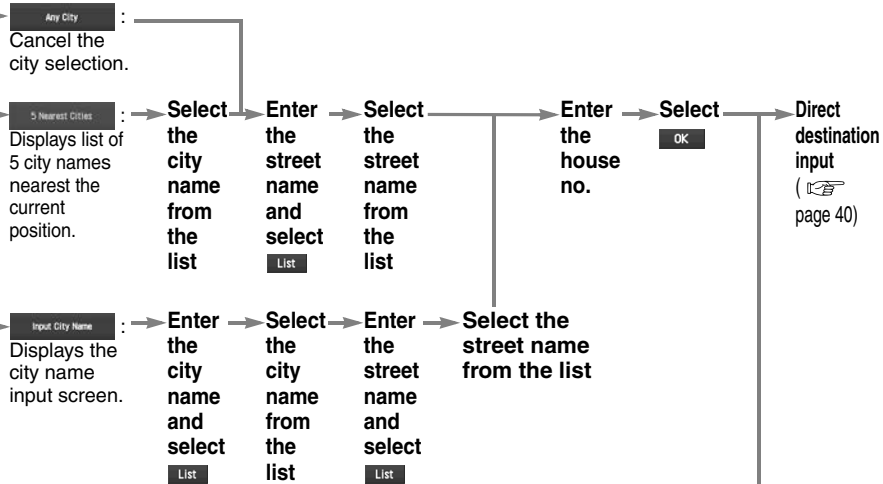 Any City :
Cancel the
city selection.
5 Nearest Cities :
Displays list of
5 city names
nearest the
current
position.
Select
the
city
name
from
the
list
Enter
the
street
name
and
select
List
Select
the
street
name
from
the
list
Enter
the
house
no.
Select
OK
Direct
destination
input
(
page 40)
Input City Name :
Displays the
city name
input screen.
Enter
the
city
name
and
select
List
Select
the
city
name
from
the
list
Enter
the
street
name
and
select
List
Select the
street name
from the list